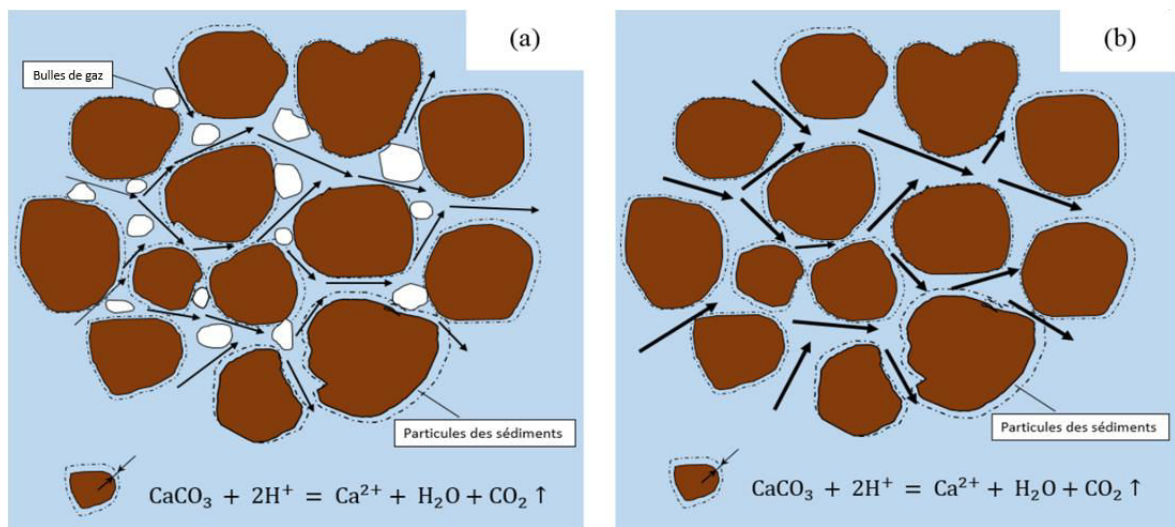 (a)
Bulles de gaz
Particules des sédiments
CaCO₃ + 2H⁺ = Ca²⁺ + H₂O + CO₂ ↑
(b)
Particules des sédiments
CaCO₃ + 2H⁺ = Ca²⁺ + H₂O + CO₂ ↑